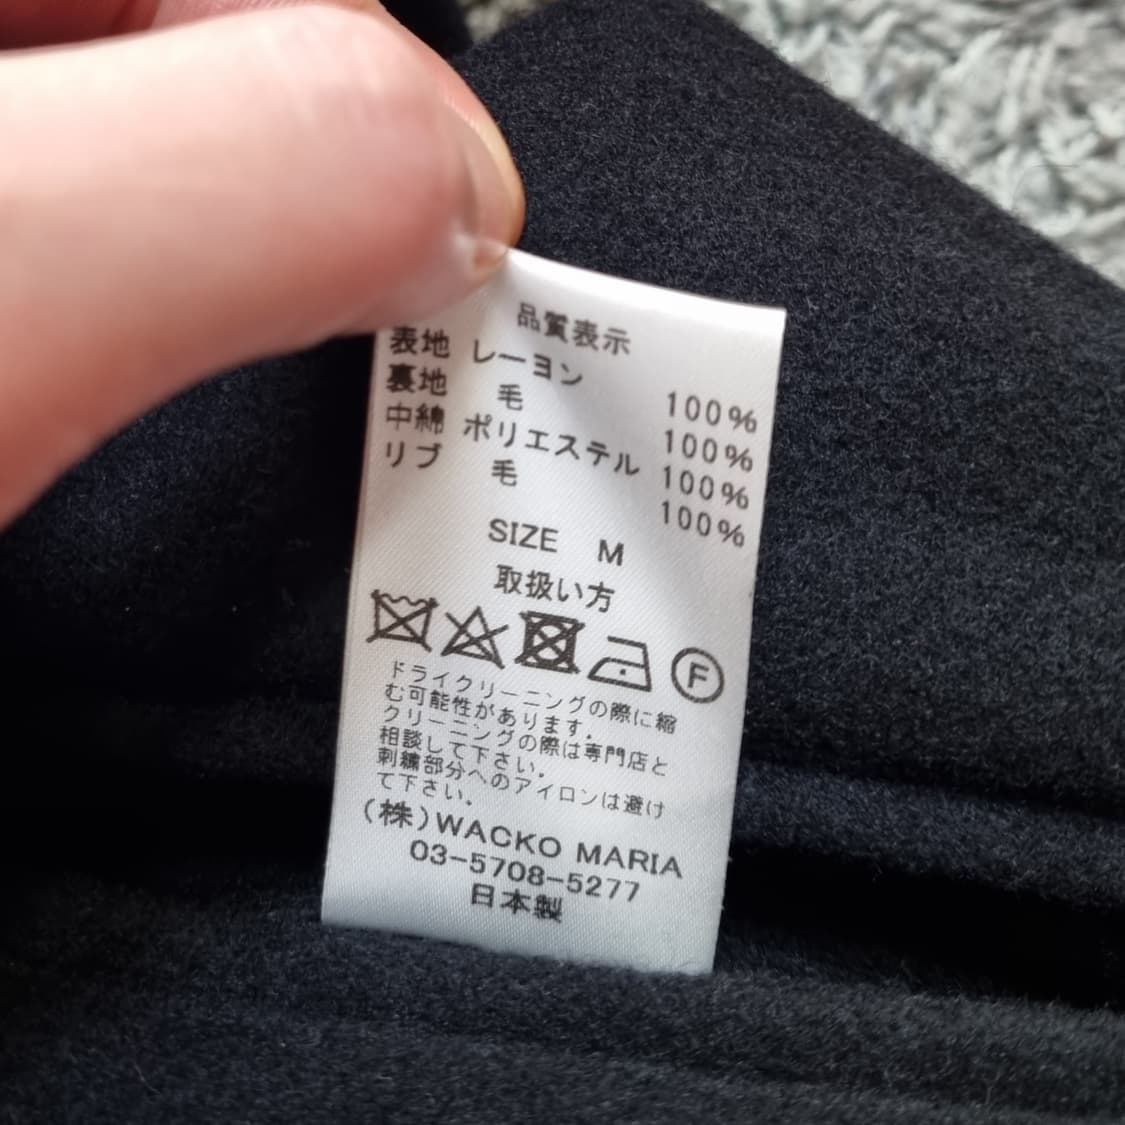 品質表示
表地 レーヨン 100%
裏地 毛 100%
中綿 ポリエステル 100%
リブ 毛 100%
SIZE M
取扱い方
F
ドライクリーニングの際に縮
む可能性があります。
クリーニングの際は専門店と
相談して下さい。
刺繍部分へのアイロンは避け
て下さい。
(株)WACKO MARIA
03-5708-5277
日本製